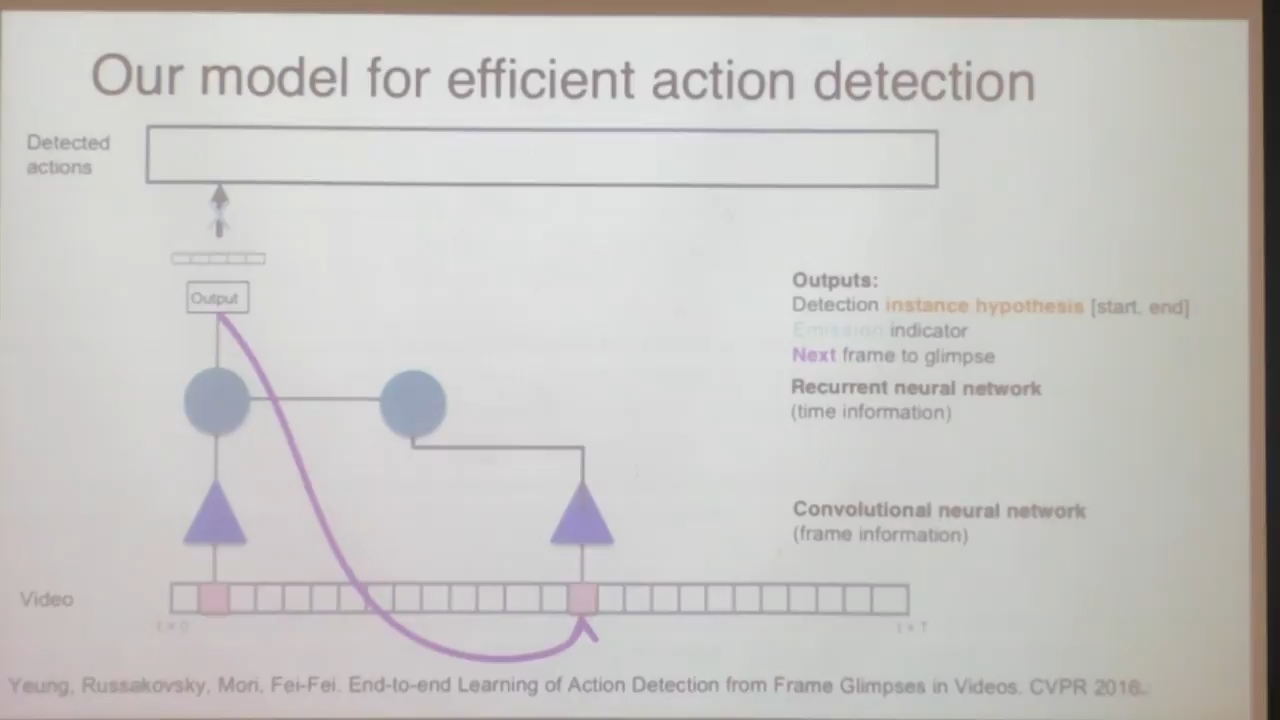 Our model for efficient action detection
Detected
actions
Output
Outputs:
Detection instance hypothesis [start, end]
Emission indicator
Next frame to glimpse
Recurrent neural network
(time information)
Convolutional neural network
(frame information)
Video
t = 0
t = T
Yeung, Russakovsky, Mori, Fei-Fei. End-to-end Learning of Action Detection from Frame Glimpses in Videos. CVPR 2016.